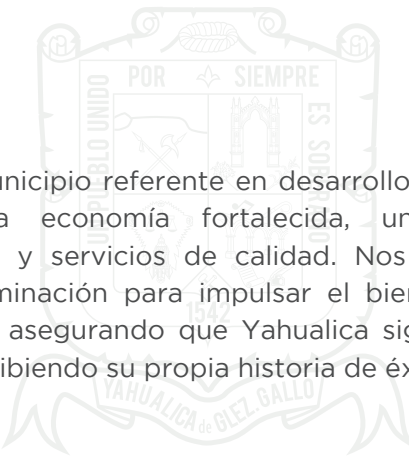 POR SIEMPRE
UN PUEBLO UNIDO
ES
unicipio referente en desarrollo
a economía fortalecida, un
y servicios de calidad. Nos
minación para impulsar el bien
1542
asegurando que Yahualica sig
ibiendo su propia historia de éx
YAHUALICA de GLEZ. GALLO